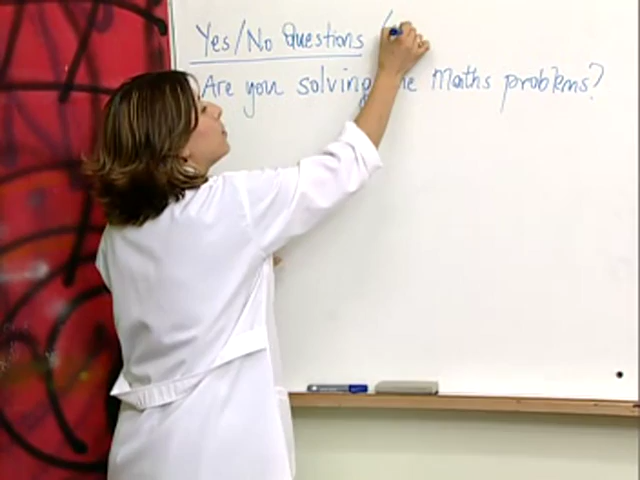 Yes/No Questions (
Are you solving the Maths problems?